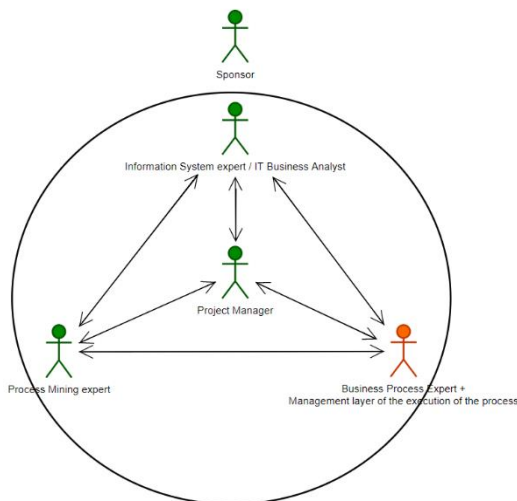 Sponsor
Information System expert / IT Business Analyst
Project Manager
Process Mining expert
Business Process Expert +
Management layer of the execution of the process